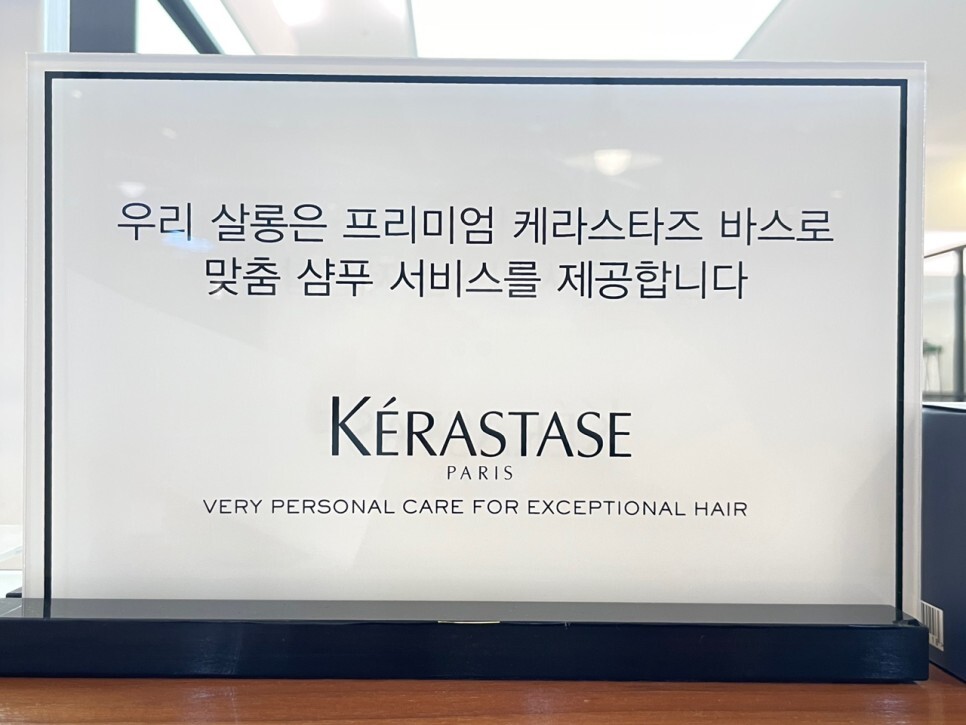 우리 살롱은 프리미엄 케라스타즈 바스로
맞춤 샴푸 서비스를 제공합니다
KÉRASTASE
PARIS
VERY PERSONAL CARE FOR EXCEPTIONAL HAIR